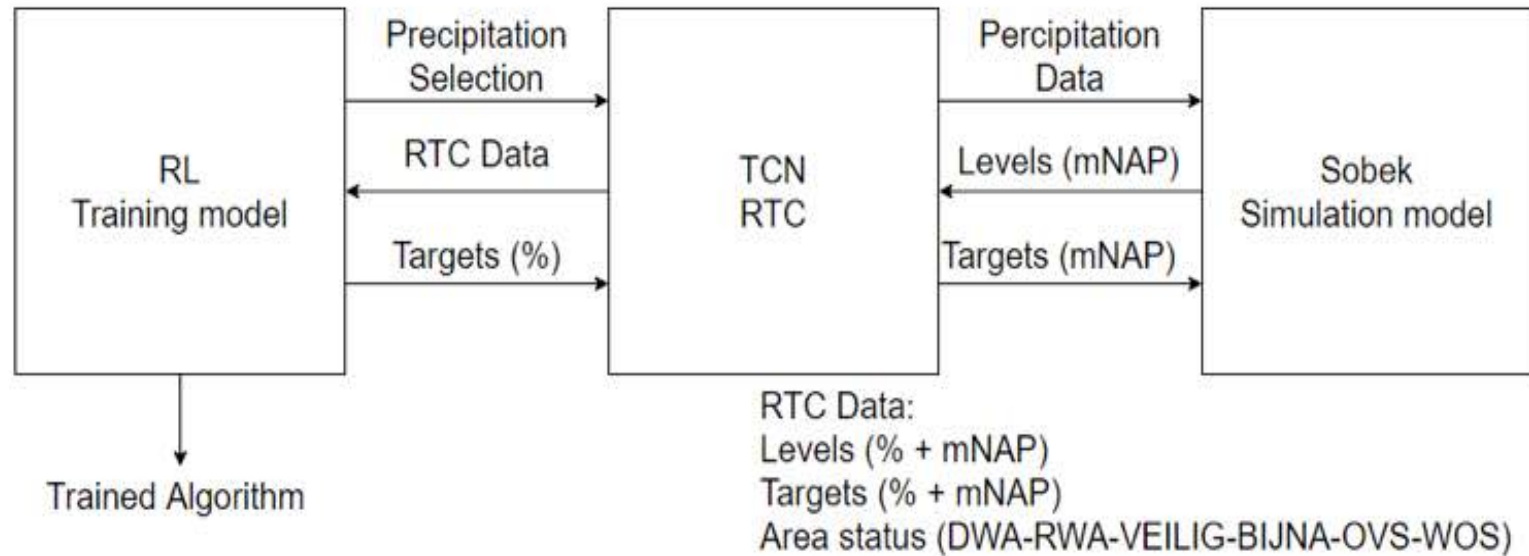 RL
Training model
Precipitation
Selection
RTC Data
Targets (%)
TCN
RTC
Percipitation
Data
Levels (mNAP)
Targets (mNAP)
Sobek
Simulation model
Trained Algorithm
RTC Data:
Levels (% + mNAP)
Targets (% + mNAP)
Area status (DWA-RWA-VEILIG-BIJNA-OVS-WOS)